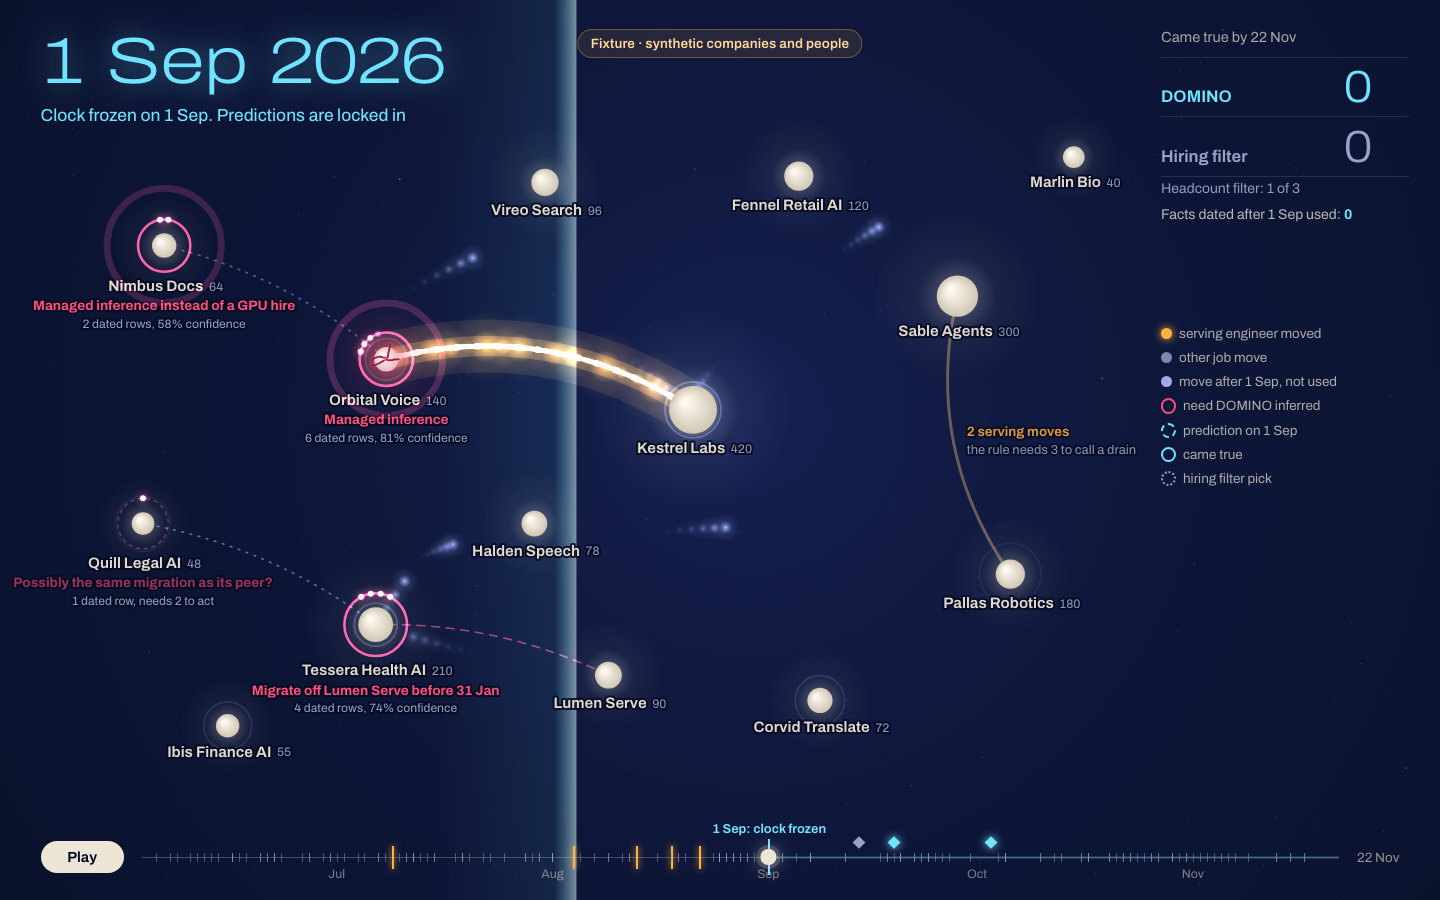 1 Sep 2026
Clock frozen on 1 Sep. Predictions are locked in
Fixture · synthetic companies and people
Came true by 22 Nov
DOMINO 0
Hiring filter 0
Headcount filter: 1 of 3
Facts dated after 1 Sep used: 0
Vireo Search 96
Fennel Retail AI 120
Marlin Bio 40
Nimbus Docs 64
Managed inference instead of a GPU hire
2 dated rows, 58% confidence
Sable Agents 300
Orbital Voice 140
Managed inference
6 dated rows, 81% confidence
Kestrel Labs 420
2 serving moves
the rule needs 3 to call a drain
serving engineer moved
other job move
move after 1 Sep, not used
need DOMINO inferred
prediction on 1 Sep
came true
hiring filter pick
Quill Legal AI 48
Possibly the same migration as its peer?
1 dated row, needs 2 to act
Halden Speech 78
Pallas Robotics 180
Tessera Health AI 210
Migrate off Lumen Serve before 31 Jan
4 dated rows, 74% confidence
Lumen Serve 90
Corvid Translate 72
Ibis Finance AI 55
1 Sep: clock frozen
Play
22 Nov
Jul Aug Sep Oct Nov